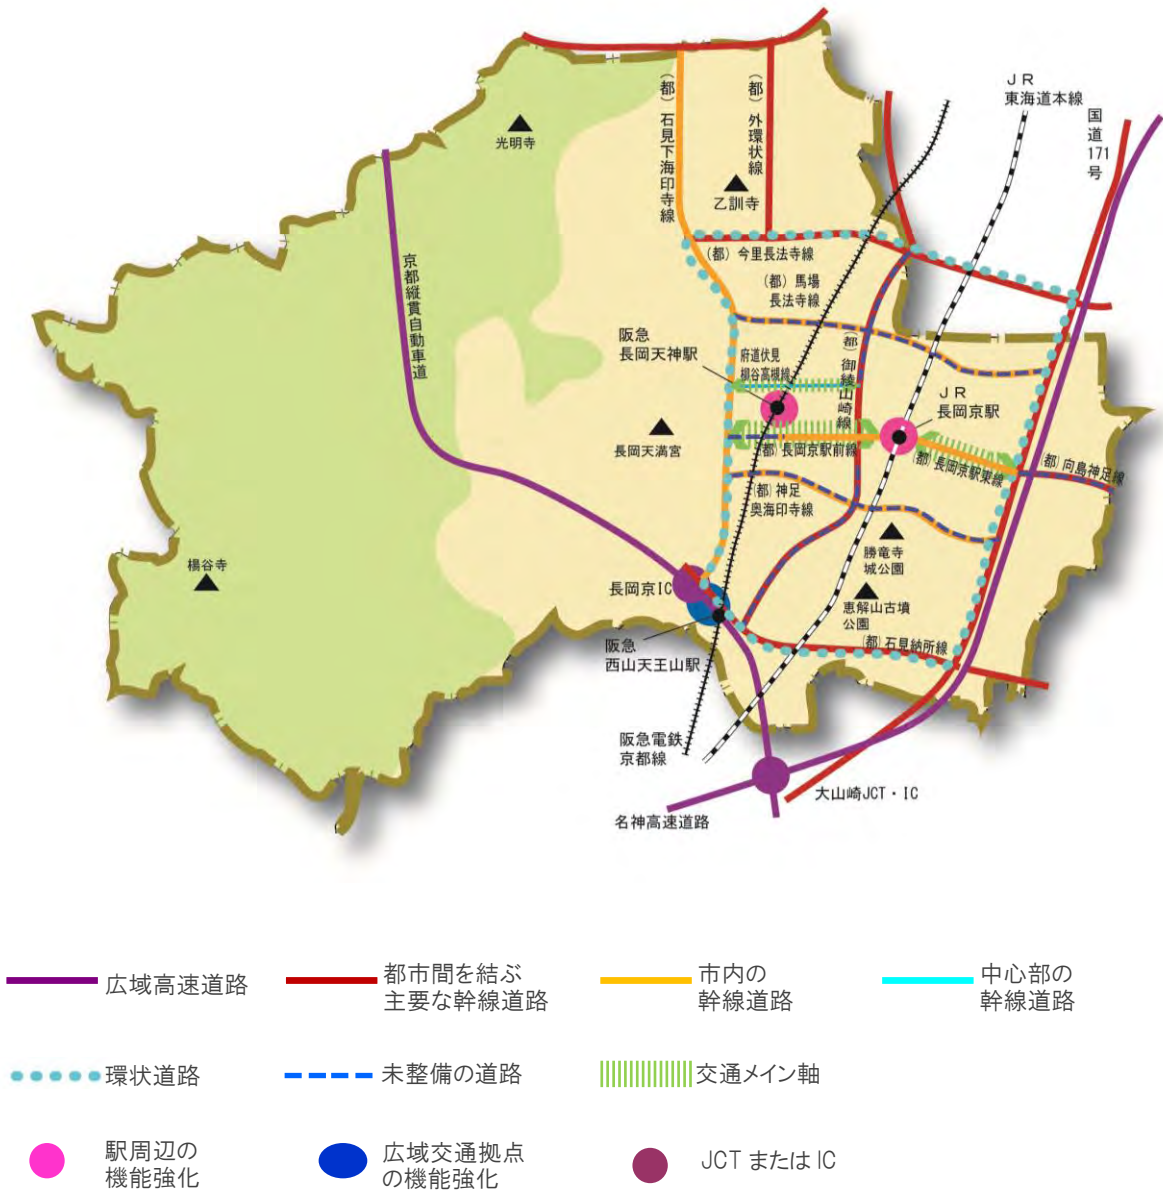 JR
東海道本線
国道171号
(都)石見下海印寺線
(都)外環状線
光明寺
乙訓寺
(都)今里長法寺線
(都)馬場
長法寺線
京都縦貫自動車道
阪急
長岡天神駅
府道伏見
柳谷高槻線
(都)御陵山崎線
JR
長岡京駅
長岡天満宮
(都)長岡京駅前線
(都)長岡京駅東線
(都)向島神足線
(都)神足
奥海印寺線
勝竜寺
城公園
楊谷寺
長岡京IC
恵解山古墳
公園
阪急
西山天王山駅
(都)石見納所線
阪急電鉄
京都線
大山崎JCT・IC
名神高速道路
広域高速道路
都市間を結ぶ
主要な幹線道路
市内の
幹線道路
中心部の
幹線道路
環状道路
未整備の道路
交通メイン軸
駅周辺の
機能強化
広域交通拠点
の機能強化
JCT または IC